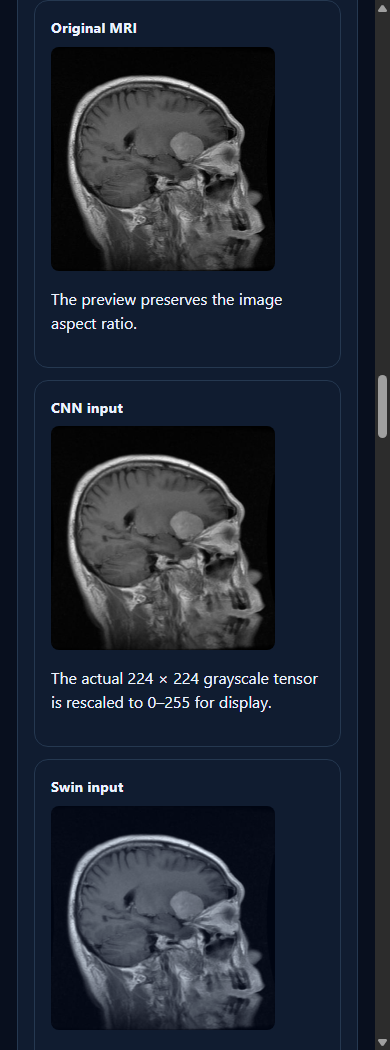 Original MRI
The preview preserves the image
aspect ratio.
CNN input
The actual 224 × 224 grayscale tensor
is rescaled to 0–255 for display.
Swin input